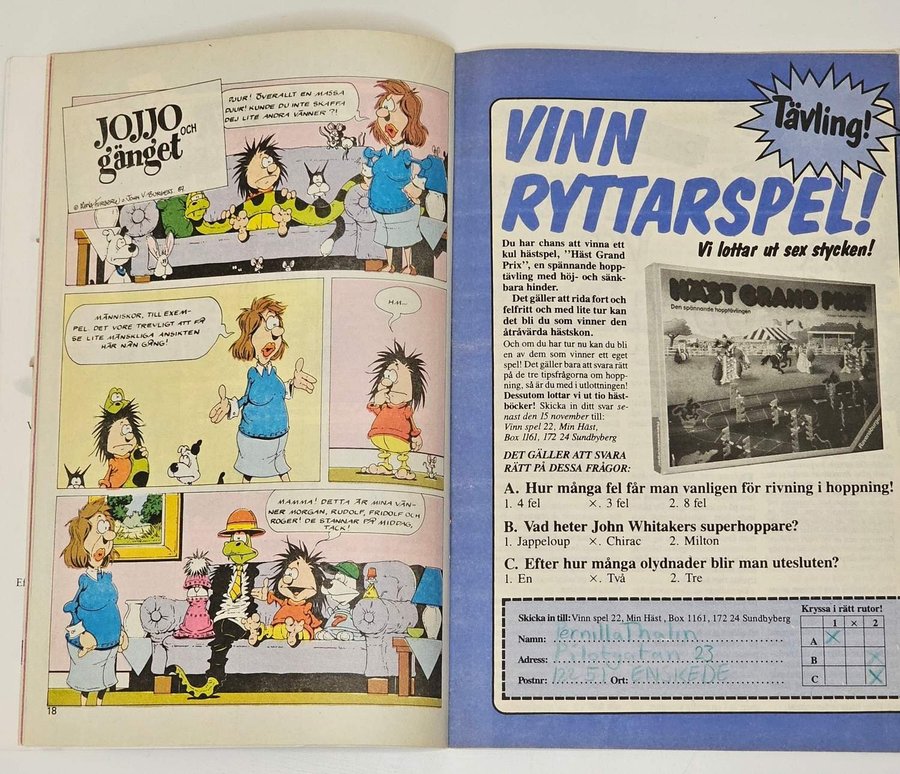 JOJJO OCH
gänget
DJUR! ÖVERALLT EN MASSA
DJUR! KUNDE DU INTE SKAFFA
DEJ LITE ANDRA VÄNNER ?!
MÄNNISKOR, TILL EXEM-
PEL. DET VORE TREVLIGT ATT FÅ
SE LITE MÄNSKLIGA ANSIKTEN
HÄR NÅN GÅNG!
HM...
MAMMA! DETTA ÄR MINA VÄN-
NER MORGAN, RUDOLF, FRIDOLF OCH
ROGER! DE STANNAR PÅ MIDDAG,
TACK!
18
Tävling!
VINN
RYTTARSPEL!
Vi lottar ut sex stycken!
Du har chans att vinna ett
kul hästspel, ”Häst Grand
Prix”, en spännande hopp-
tävling med höj- och sänk-
bara hinder.
Det gäller att rida fort och
felfritt och med lite tur kan
det bli du som vinner den
åtråvärda hästskon.
Och om du har tur nu kan du bli
en av dem som vinner ett eget
spel! Det gäller bara att svara rätt
på de tre tipsfrågorna om hopp-
ning, så är du med i utlottningen!
Dessutom lottar vi ut tio häst-
böcker! Skicka in ditt svar se-
nast den 15 november till:
Vinn spel 22, Min Häst,
Box 1161, 172 24 Sundbyberg
HÄST GRAND PRIX
Den spännande hopptävlingen
DET GÄLLER ATT SVARA
RÄTT PÅ DESSA FRÅGOR:
A. Hur många fel får man vanligen för rivning i hoppning!
1. 4 fel ×. 3 fel 2. 8 fel
B. Vad heter John Whitakers superhoppare?
1. Jappeloup ×. Chirac 2. Milton
C. Efter hur många olydnader blir man utesluten?
1. En ×. Två 2. Tre
Skicka in till: Vinn spel 22, Min Häst, Box 1161, 172 24 Sundbyberg
Namn: Pernilla Thalin
Adress: 23
Postnr: 122 51 Ort: ENSKEDE
Kryssa i rätt rutor!
1 × 2
A ×
B ×
C ×